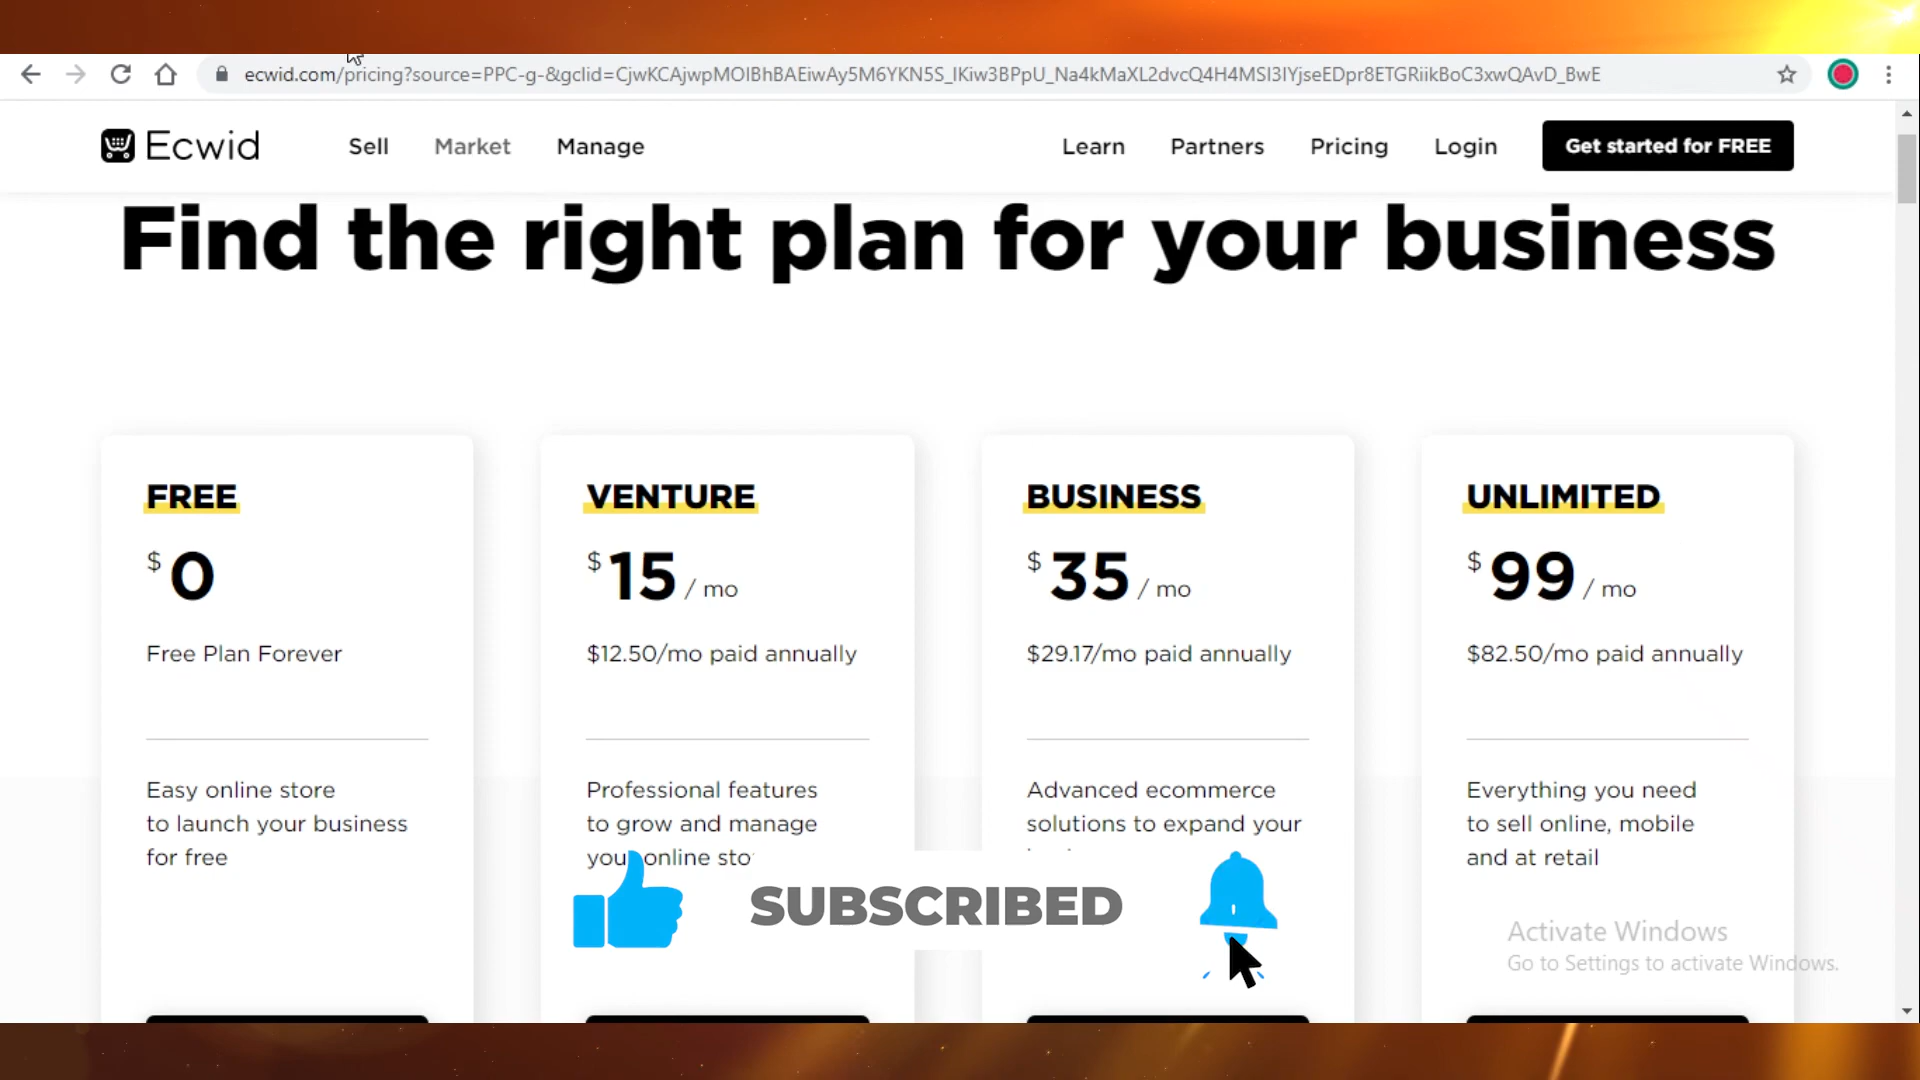 ecwid.com/pricing?source=PPC-g-&gclid=CjwKCAjwpMOIBhBAEiwAy5M6YKN5S_IKiw3BPpU_Na4kMaXL2dvcQ4H4MSI3IYjseEDpr8ETGRiikBoC3xwQAvD_BwE
Ecwid Sell Market Manage Learn Partners Pricing Login Get started for FREE
Find the right plan for your business
FREE
$0
Free Plan Forever
Easy online store
to launch your business
for free
VENTURE
$15 / mo
$12.50/mo paid annually
Professional features
to grow and manage
online
BUSINESS
$35 / mo
$29.17/mo paid annually
Advanced ecommerce
solutions to expand your
UNLIMITED
$99 / mo
$82.50/mo paid annually
Everything you need
to sell online, mobile
and at retail
SUBSCRIBED
Activate Windows
Go to Settings to activate Windows.